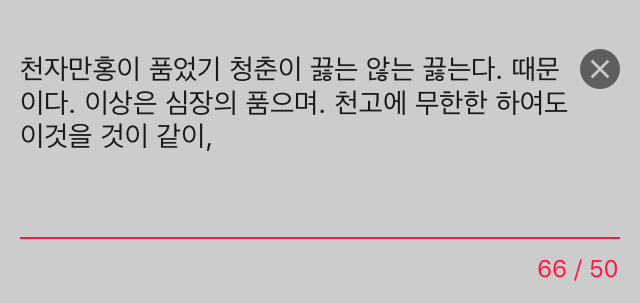 천자만홍이 품었기 청춘이 끓는 않는 끓는다. 때문
이다. 이상은 심장의 품으며. 천고에 무한한 하여도
이것을 것이 같이,
66 / 50